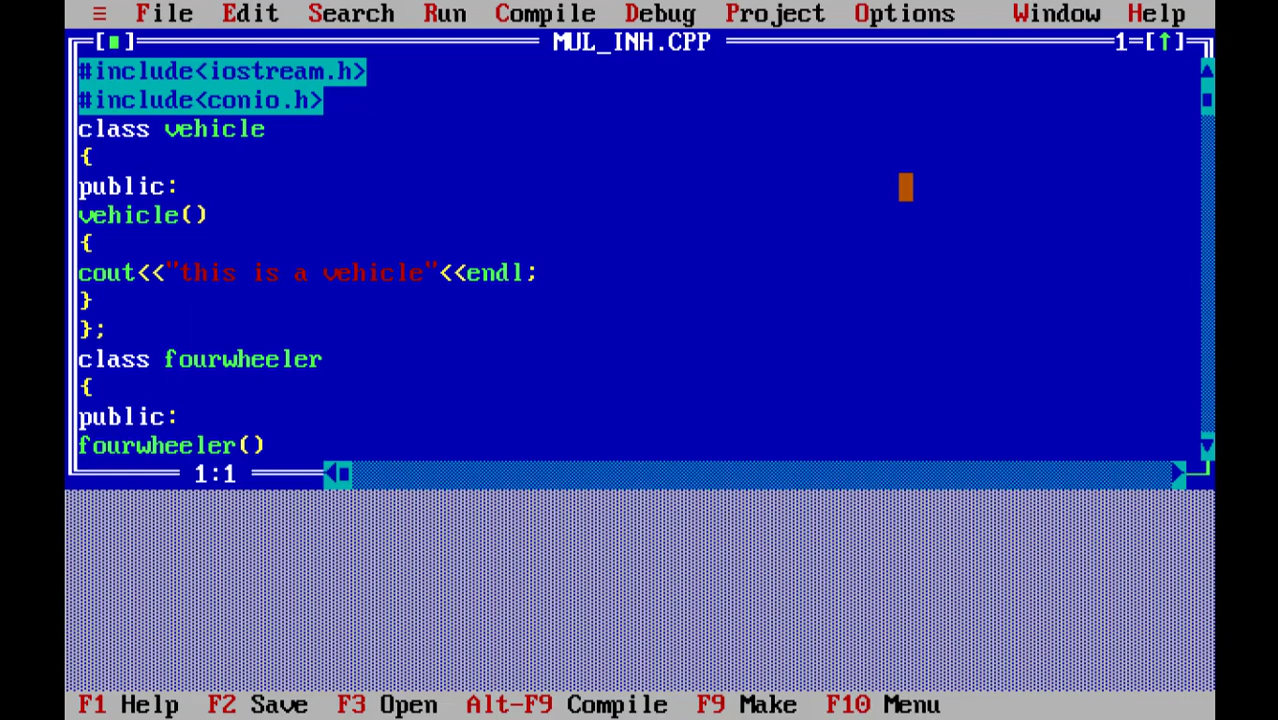 ≡ File Edit Search Run Compile Debug Project Options Window Help
[■] MUL_INH.CPP 1=[↑]
#include<iostream.h>
#include<conio.h>
class vehicle
{
public:
vehicle()
{
cout<<"this is a vehicle"<<endl;
}
};
class fourwheeler
{
public:
fourwheeler()
1:1
F1 Help F2 Save F3 Open Alt-F9 Compile F9 Make F10 Menu